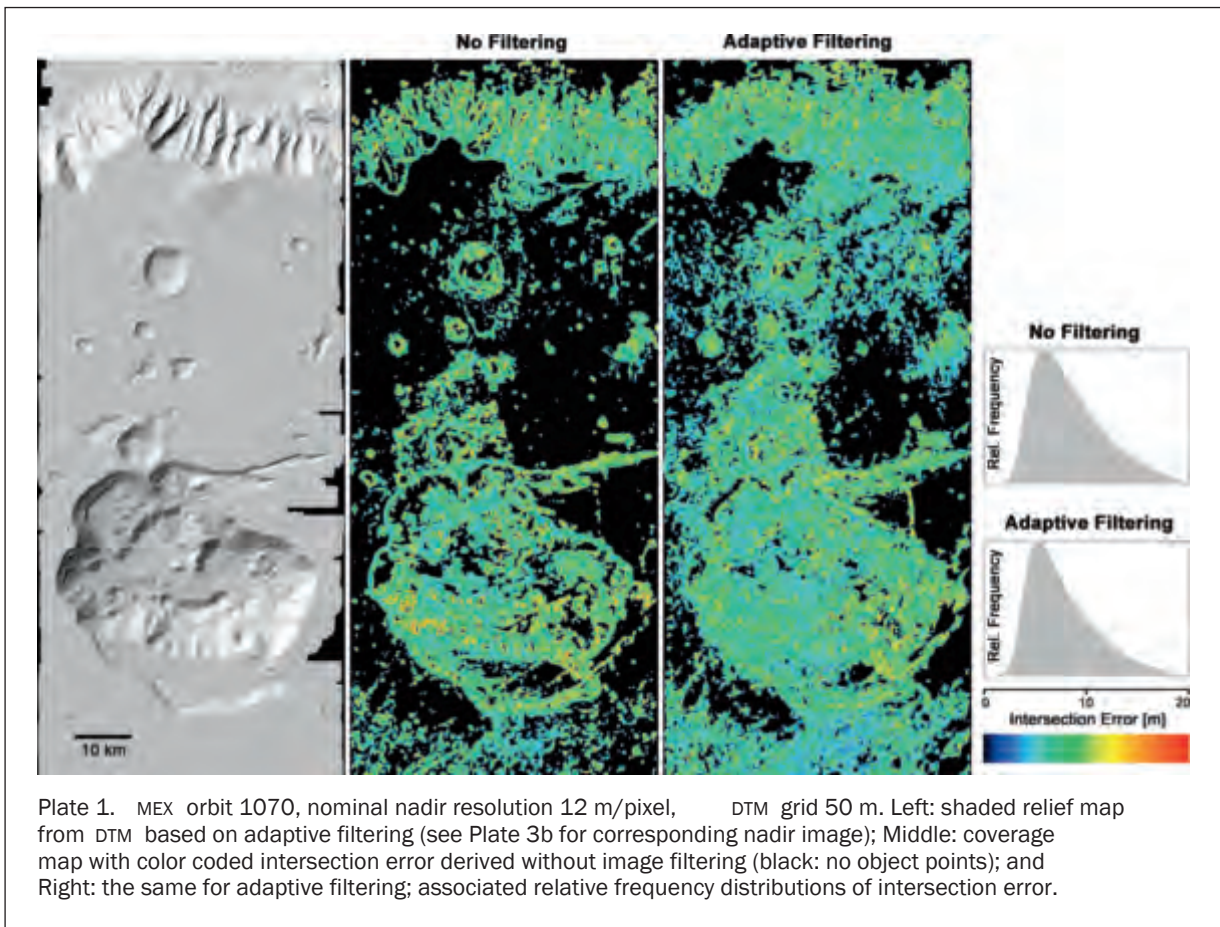 No Filtering
Adaptive Filtering
10 km
No Filtering
Rel. Frequency
Adaptive Filtering
Rel. Frequency
0 10 20
Intersection Error [m]
Plate 1. MEX orbit 1070, nominal nadir resolution 12 m/pixel, DTM grid 50 m. Left: shaded relief map
from DTM based on adaptive filtering (see Plate 3b for corresponding nadir image); Middle: coverage
map with color coded intersection error derived without image filtering (black: no object points); and
Right: the same for adaptive filtering; associated relative frequency distributions of intersection error.